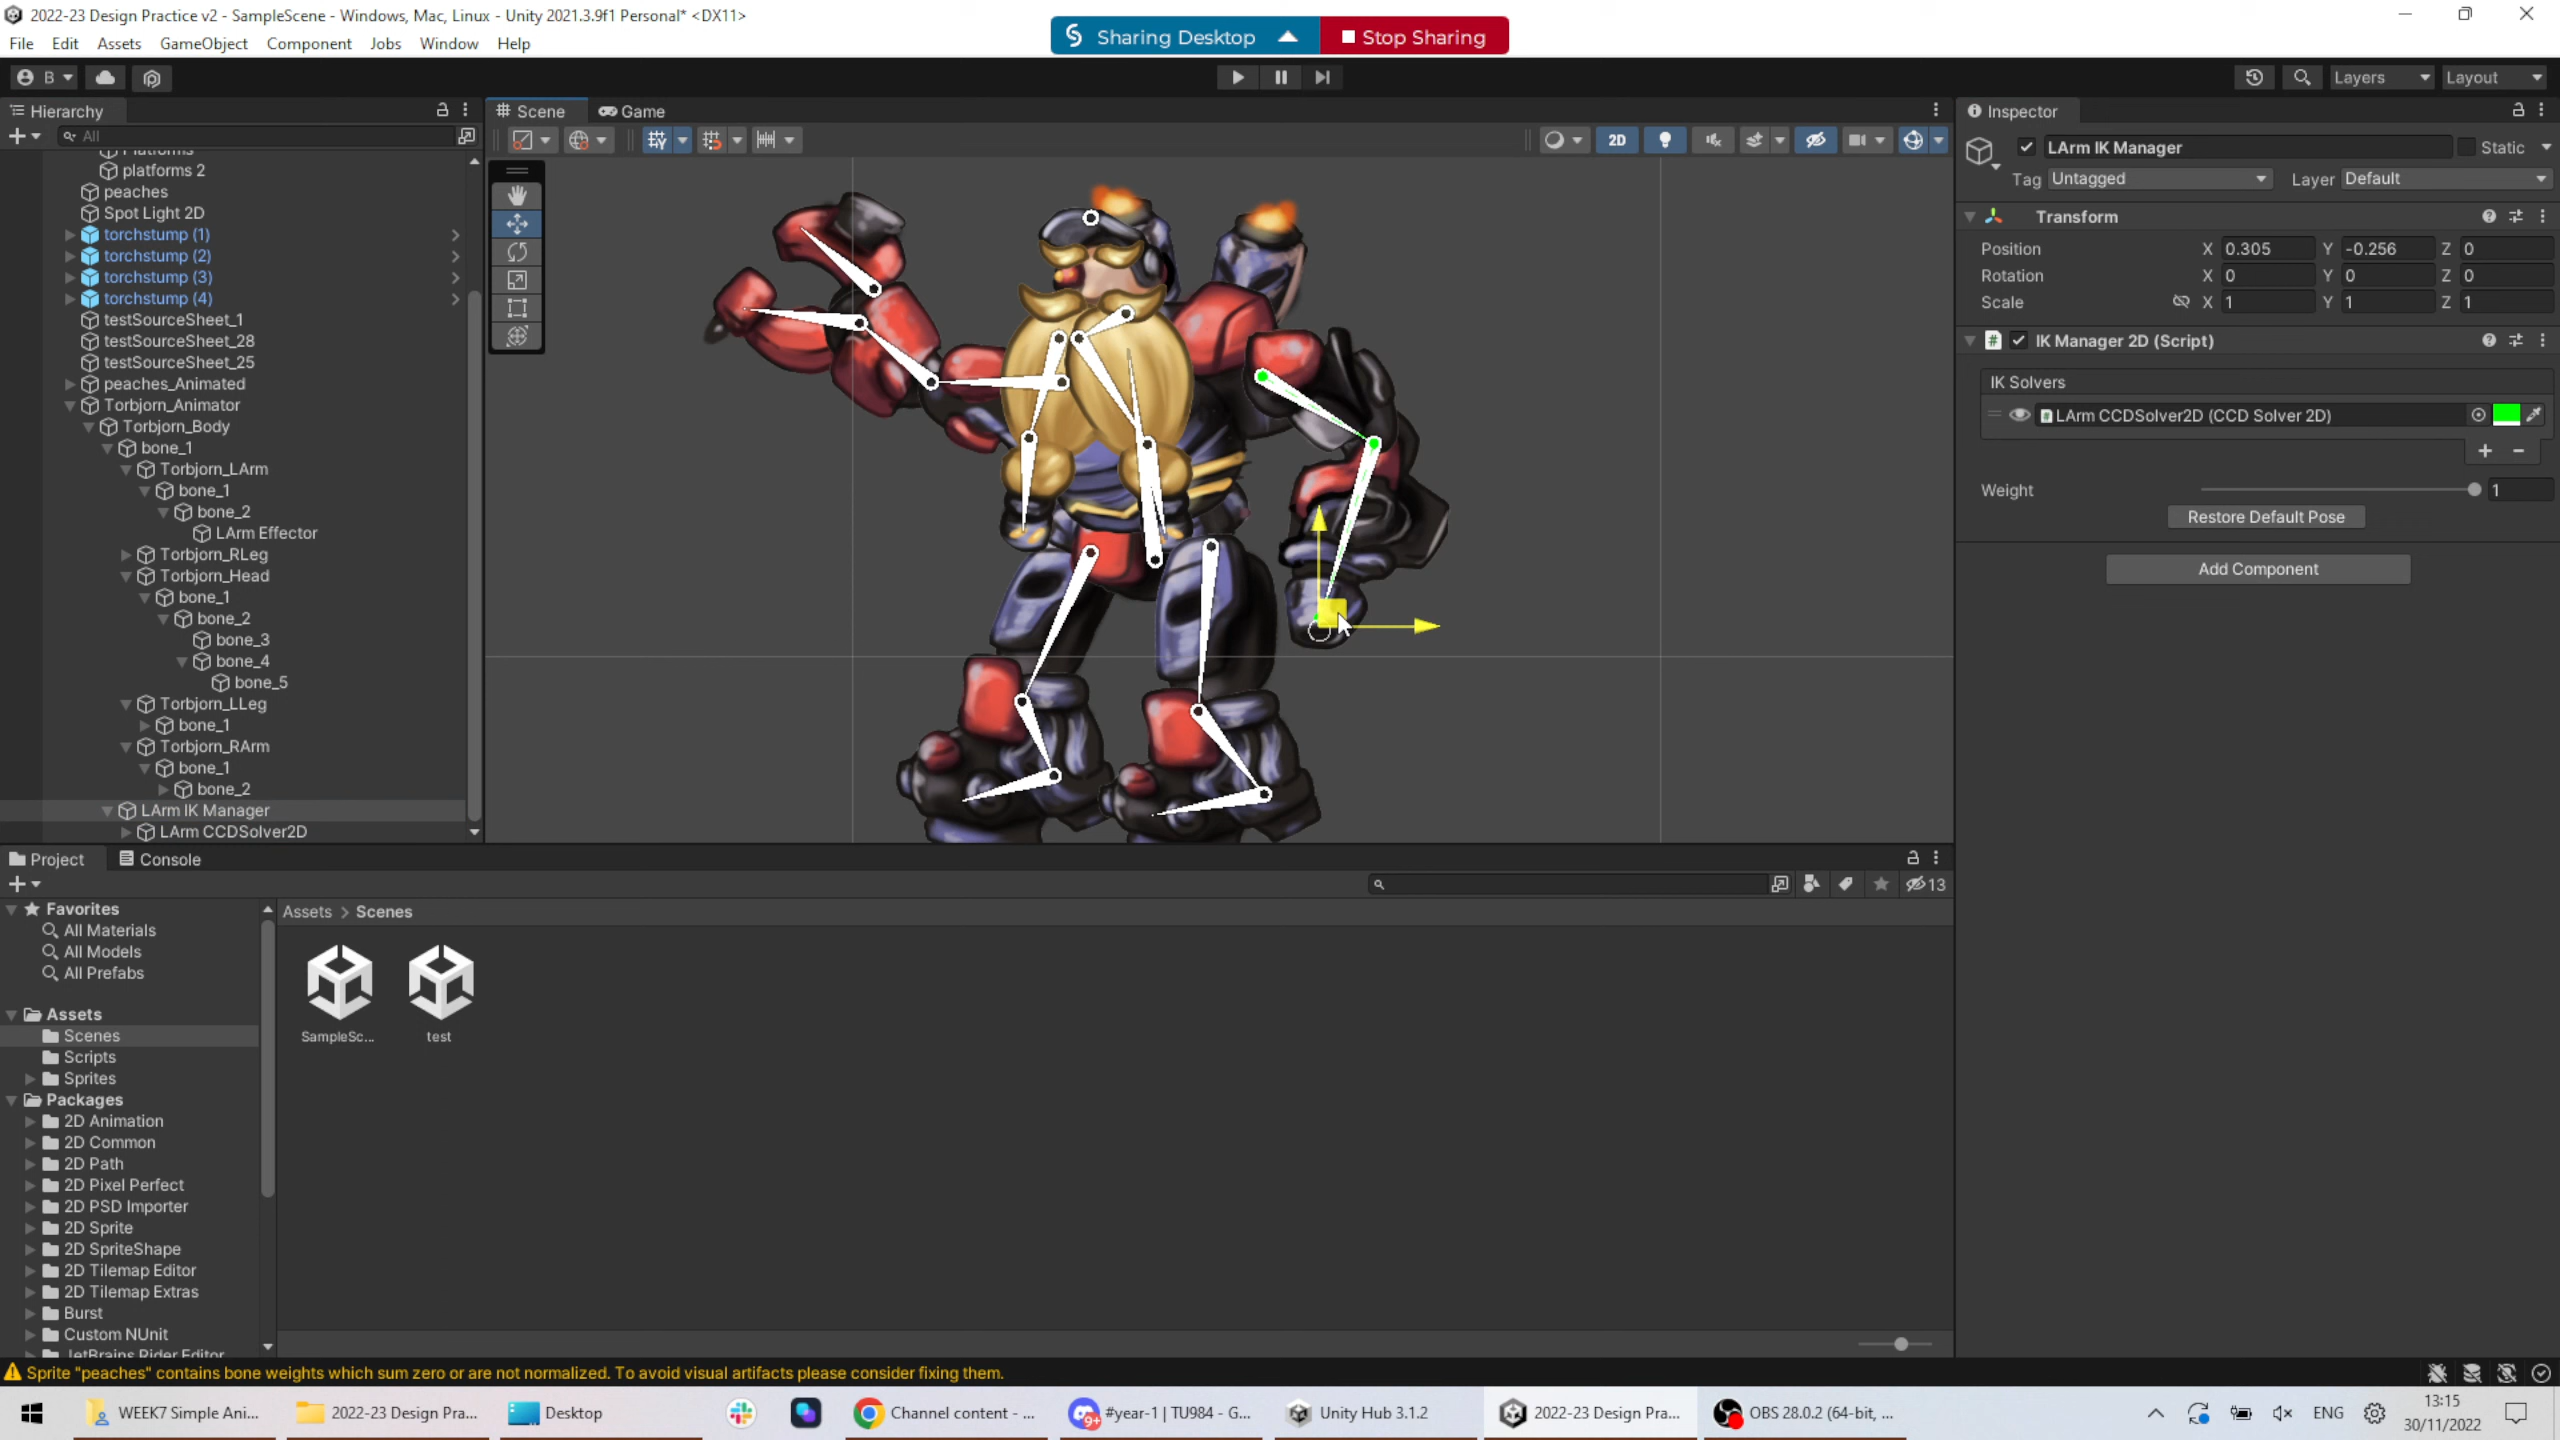 2022-23 Design Practice v2 - SampleScene - Windows, Mac, Linux - Unity 2021.3.9f1 Personal* <DX11>
Sharing Desktop
Stop Sharing
File Edit Assets GameObject Component Jobs Window Help
B
Layers
Layout
Hierarchy
Scene
Game
Inspector
All
2D
LArm IK Manager
Static
Platforms
platforms 2
Tag Untagged
Layer Default
peaches
Spot Light 2D
Transform
torchstump (1)
Position X 0.305 Y -0.256 Z 0
torchstump (2)
Rotation X 0 Y 0 Z 0
torchstump (3)
Scale X 1 Y 1 Z 1
torchstump (4)
testSourceSheet_1
IK Manager 2D (Script)
testSourceSheet_28
testSourceSheet_25
IK Solvers
peaches_Animated
Torbjorn_Animator
LArm CCDSolver2D (CCD Solver 2D)
Torbjorn_Body
bone_1
Torbjorn_LArm
bone_1
Weight 1
bone_2
Restore Default Pose
LArm Effector
Torbjorn_RLeg
Add Component
Torbjorn_Head
bone_1
bone_2
bone_3
bone_4
bone_5
Torbjorn_LLeg
bone_1
Torbjorn_RArm
bone_1
bone_2
LArm IK Manager
LArm CCDSolver2D
Project
Console
13
Favorites
Assets > Scenes
All Materials
All Models
All Prefabs
Assets
Scenes
SampleSc...
test
Scripts
Sprites
Packages
2D Animation
2D Common
2D Path
2D Pixel Perfect
2D PSD Importer
2D Sprite
2D SpriteShape
2D Tilemap Editor
2D Tilemap Extras
Burst
Custom NUnit
JetBrains Rider Editor
Sprite "peaches" contains bone weights which sum zero or are not normalized. To avoid visual artifacts please consider fixing them.
WEEK7 Simple Ani...
2022-23 Design Pra...
Desktop
Channel content - ...
9+
#year-1 | TU984 - G...
Unity Hub 3.1.2
2022-23 Design Pra...
OBS 28.0.2 (64-bit, ...
ENG
13:15
30/11/2022